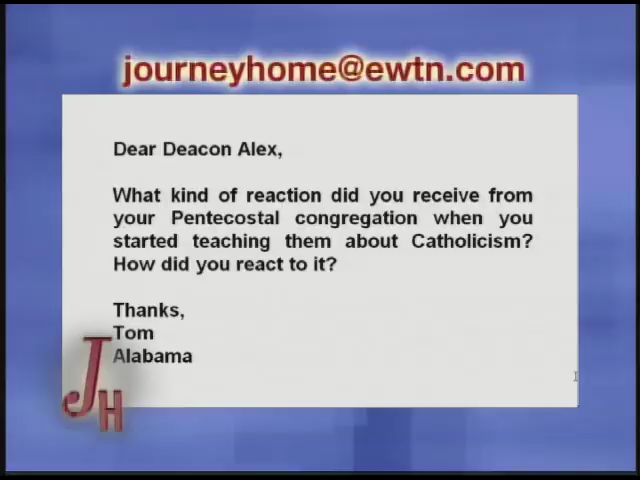 journeyhome@ewtn.com
Dear Deacon Alex,
What kind of reaction did you receive from
your Pentecostal congregation when you
started teaching them about Catholicism?
How did you react to it?
Thanks,
Tom
Alabama
JH